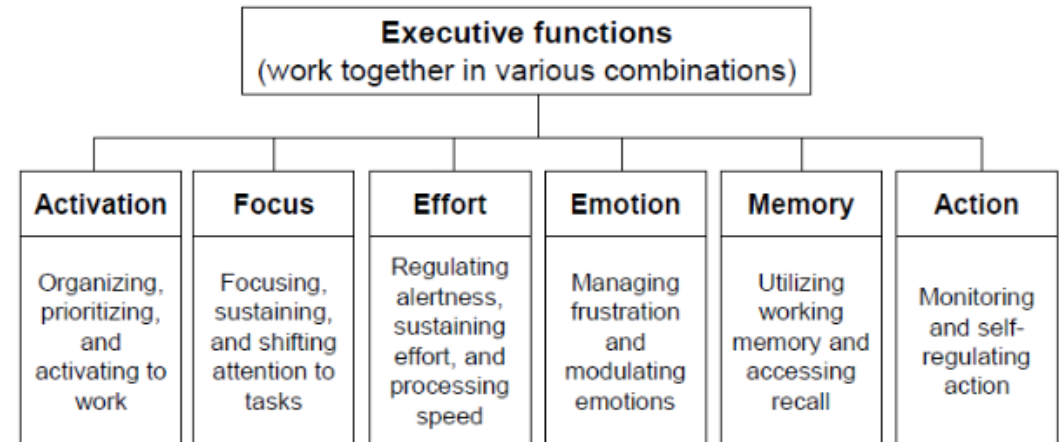 Executive functions
(work together in various combinations)
Activation
Organizing,
prioritizing,
and
activating to
work
Focus
Focusing,
sustaining,
and shifting
attention to
tasks
Effort
Regulating
alertness,
sustaining
effort, and
processing
speed
Emotion
Managing
frustration
and
modulating
emotions
Memory
Utilizing
working
memory and
accessing
recall
Action
Monitoring
and self-
regulating
action